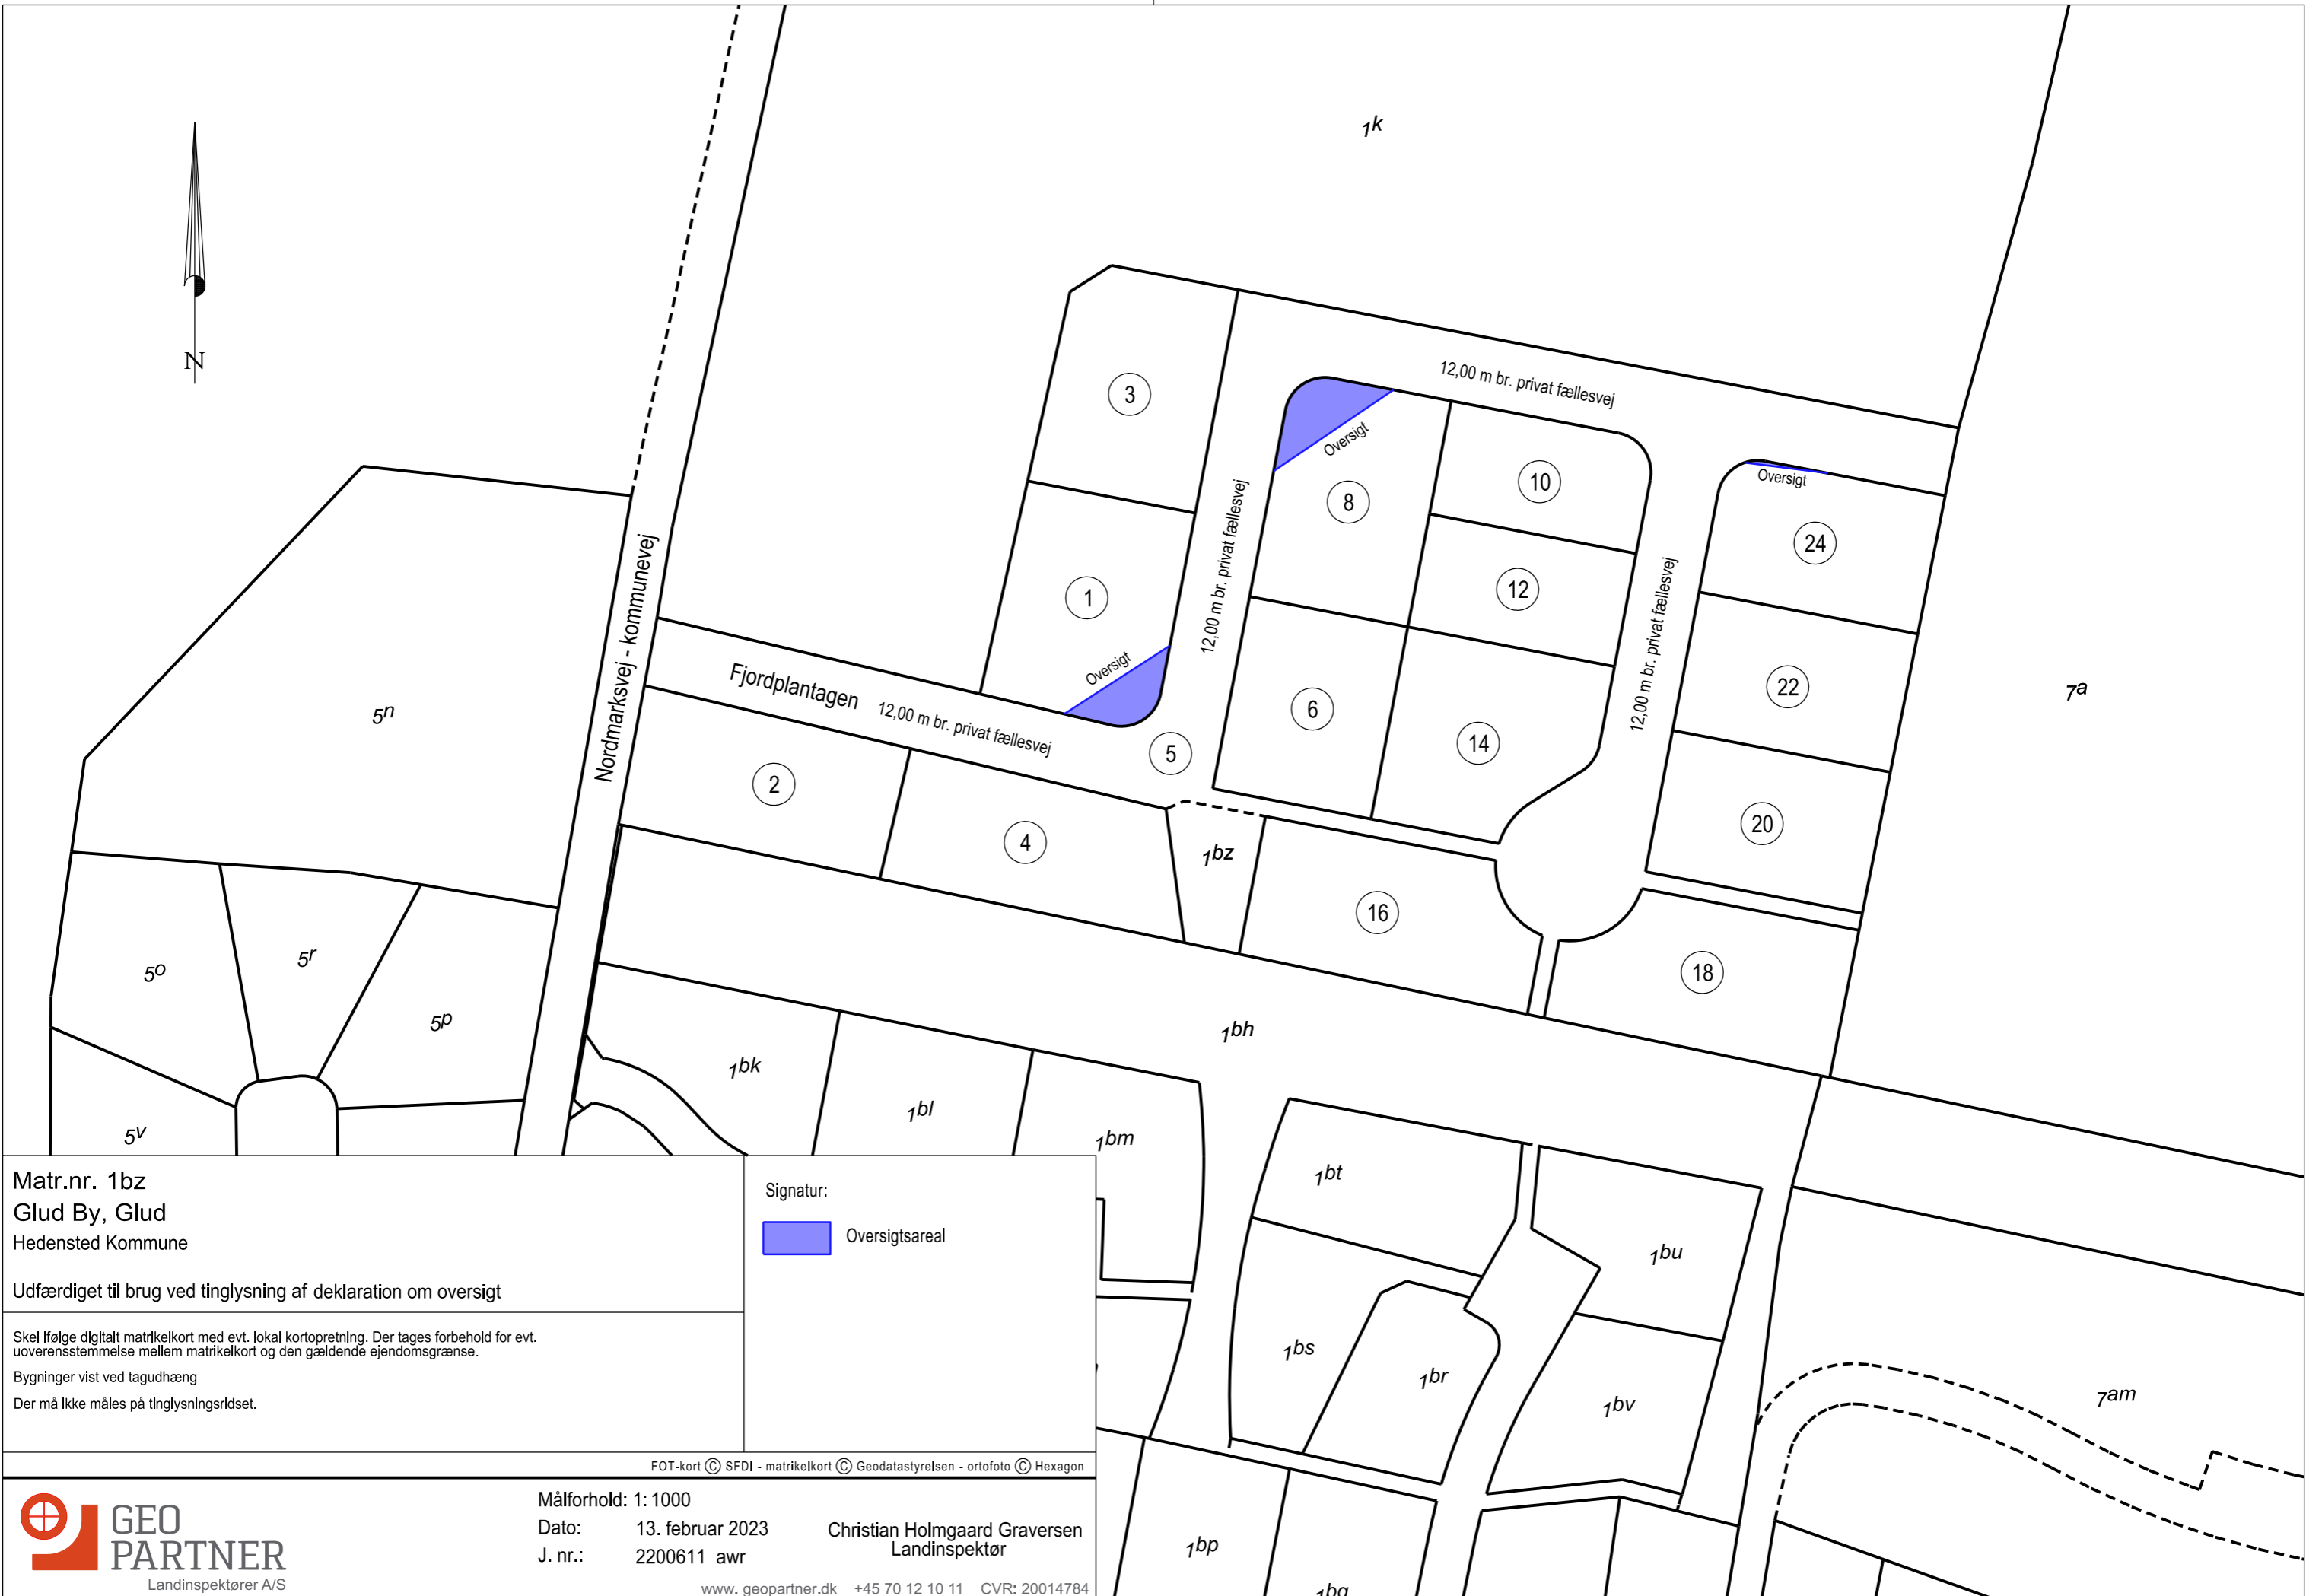 1k
N
12,00 m br. privat fællesvej
3
Oversigt
8
10
Oversigt
24
12,00 m br. privat fællesvej
12
1
Nordmarksvej - kommunevej
12,00 m br. privat fællesvej
Oversigt
Fjordplantagen 12,00 m br. privat fællesvej
22
7a
5n
6
14
5
2
4
20
1bz
16
5o
5r
18
5p
1bh
1bk
1bl
1bm
5v
1bt
1bu
1bs
1br
1bv
7am
1bp
1bq
Matr.nr. 1bz
Glud By, Glud
Hedensted Kommune
Udfærdiget til brug ved tinglysning af deklaration om oversigt
Signatur:
Oversigtsareal
Skel ifølge digitalt matrikelkort med evt. lokal kortopretning. Der tages forbehold for evt.
uoverensstemmelse mellem matrikelkort og den gældende ejendomsgrænse.
Bygninger vist ved tagudhæng
Der må ikke måles på tinglysningsridset.
FOT-kort © SFDI - matrikelkort © Geodatastyrelsen - ortofoto © Hexagon
GEO
PARTNER
Landinspektører A/S
Målforhold: 1:1000
Dato: 13. februar 2023
J. nr.: 2200611 awr
Christian Holmgaard Graversen
Landinspektør
www.geopartner.dk +45 70 12 10 11 CVR: 20014784